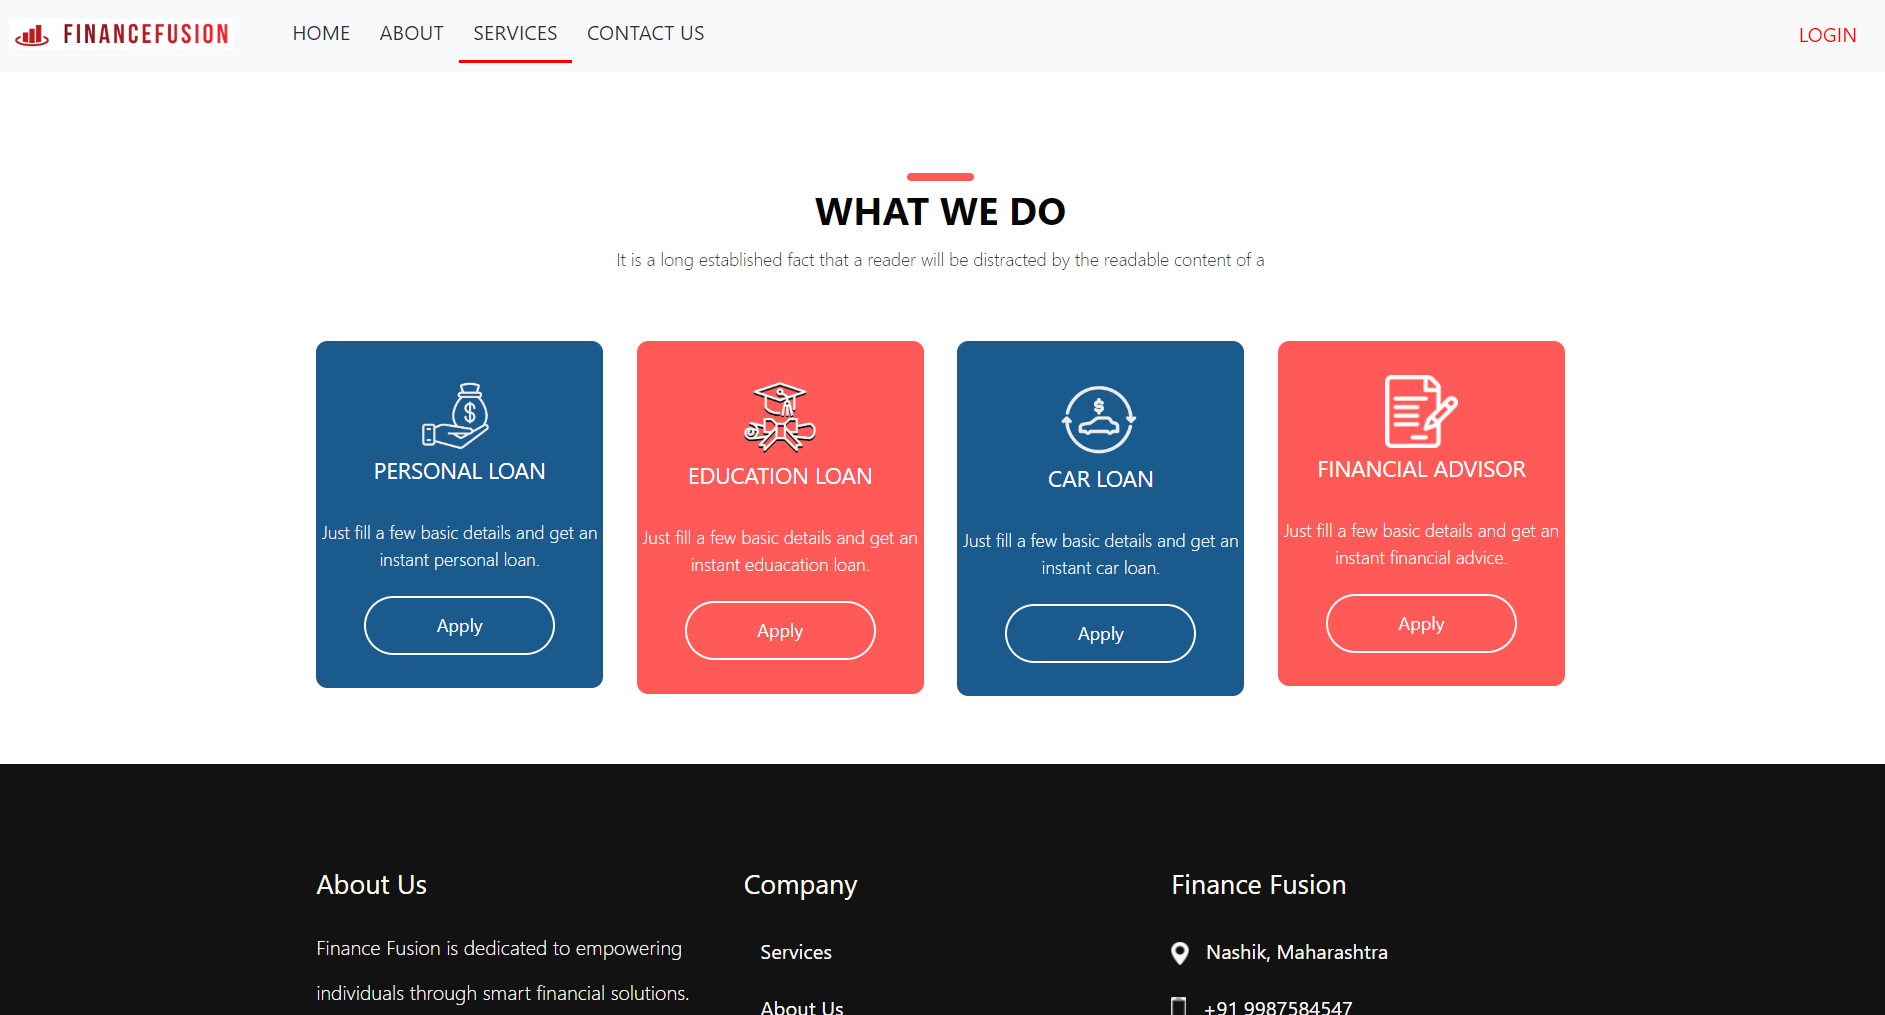 FINANCEFUSION
HOME ABOUT SERVICES CONTACT US
LOGIN
WHAT WE DO
It is a long established fact that a reader will be distracted by the readable content of a
$
PERSONAL LOAN
Just fill a few basic details and get an
instant personal loan.
Apply
EDUCATION LOAN
Just fill a few basic details and get an
instant eduacation loan.
Apply
$
CAR LOAN
Just fill a few basic details and get an
instant car loan.
Apply
FINANCIAL ADVISOR
Just fill a few basic details and get an
instant financial advice.
Apply
About Us
Finance Fusion is dedicated to empowering
individuals through smart financial solutions.
Company
Services
About Us
Finance Fusion
Nashik, Maharashtra
+91 9987584547